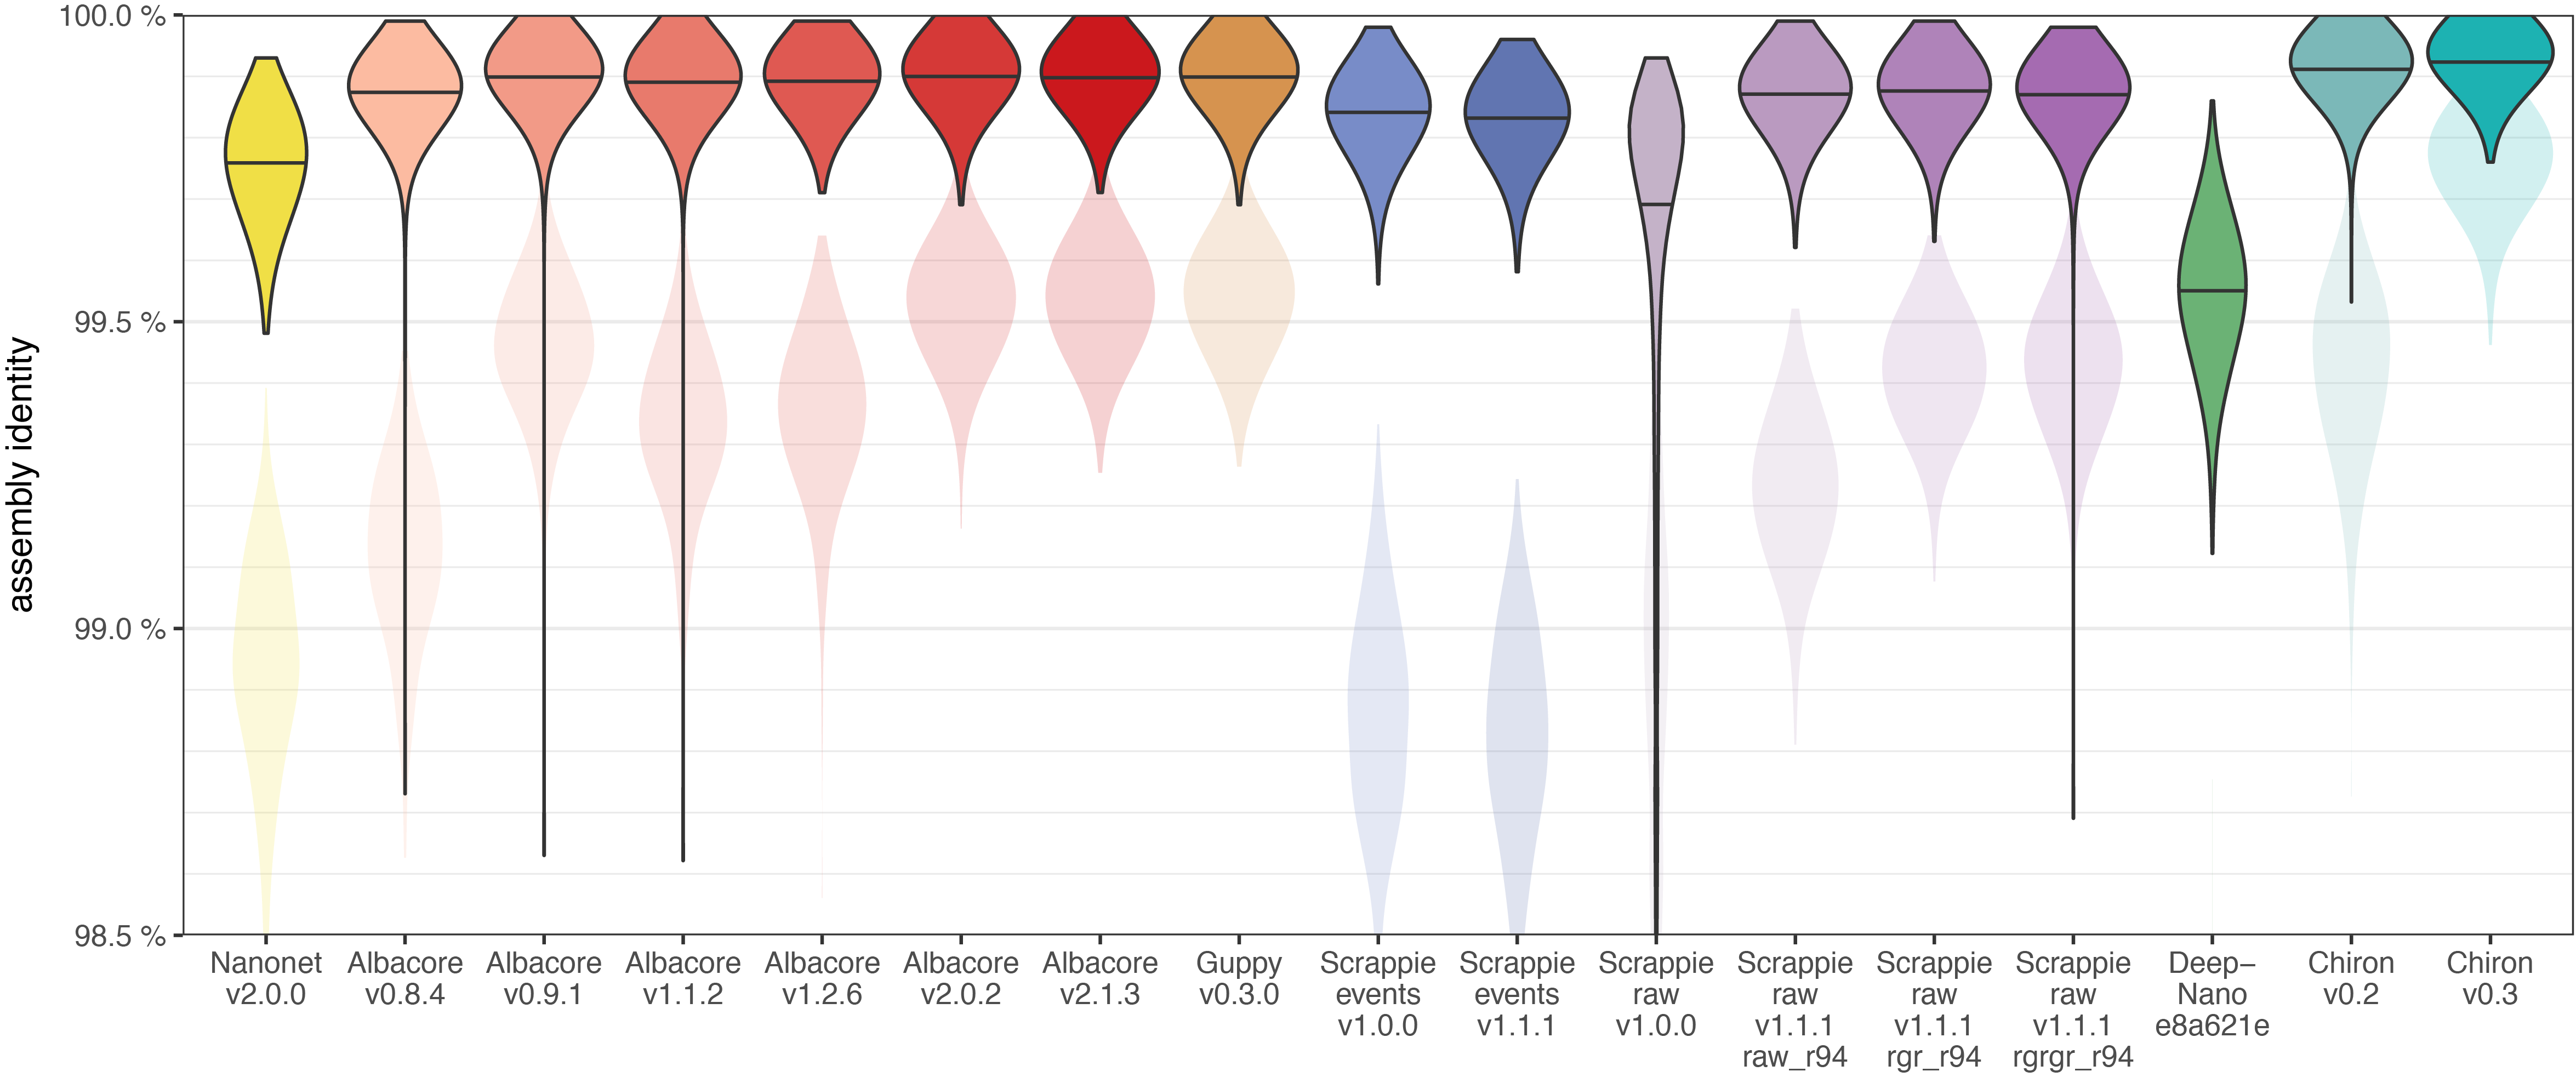 assembly identity
100.0 %
99.5 %
99.0 %
98.5 %
Nanonet
v2.0.0
Albacore
v0.8.4
Albacore
v0.9.1
Albacore
v1.1.2
Albacore
v1.2.6
Albacore
v2.0.2
Albacore
v2.1.3
Guppy
v0.3.0
Scrappie
events
v1.0.0
Scrappie
events
v1.1.1
Scrappie
raw
v1.0.0
Scrappie
raw
v1.1.1
raw_r94
Scrappie
raw
v1.1.1
rgr_r94
Scrappie
raw
v1.1.1
rgrgr_r94
Deep−
Nano
e8a621e
Chiron
v0.2
Chiron
v0.3